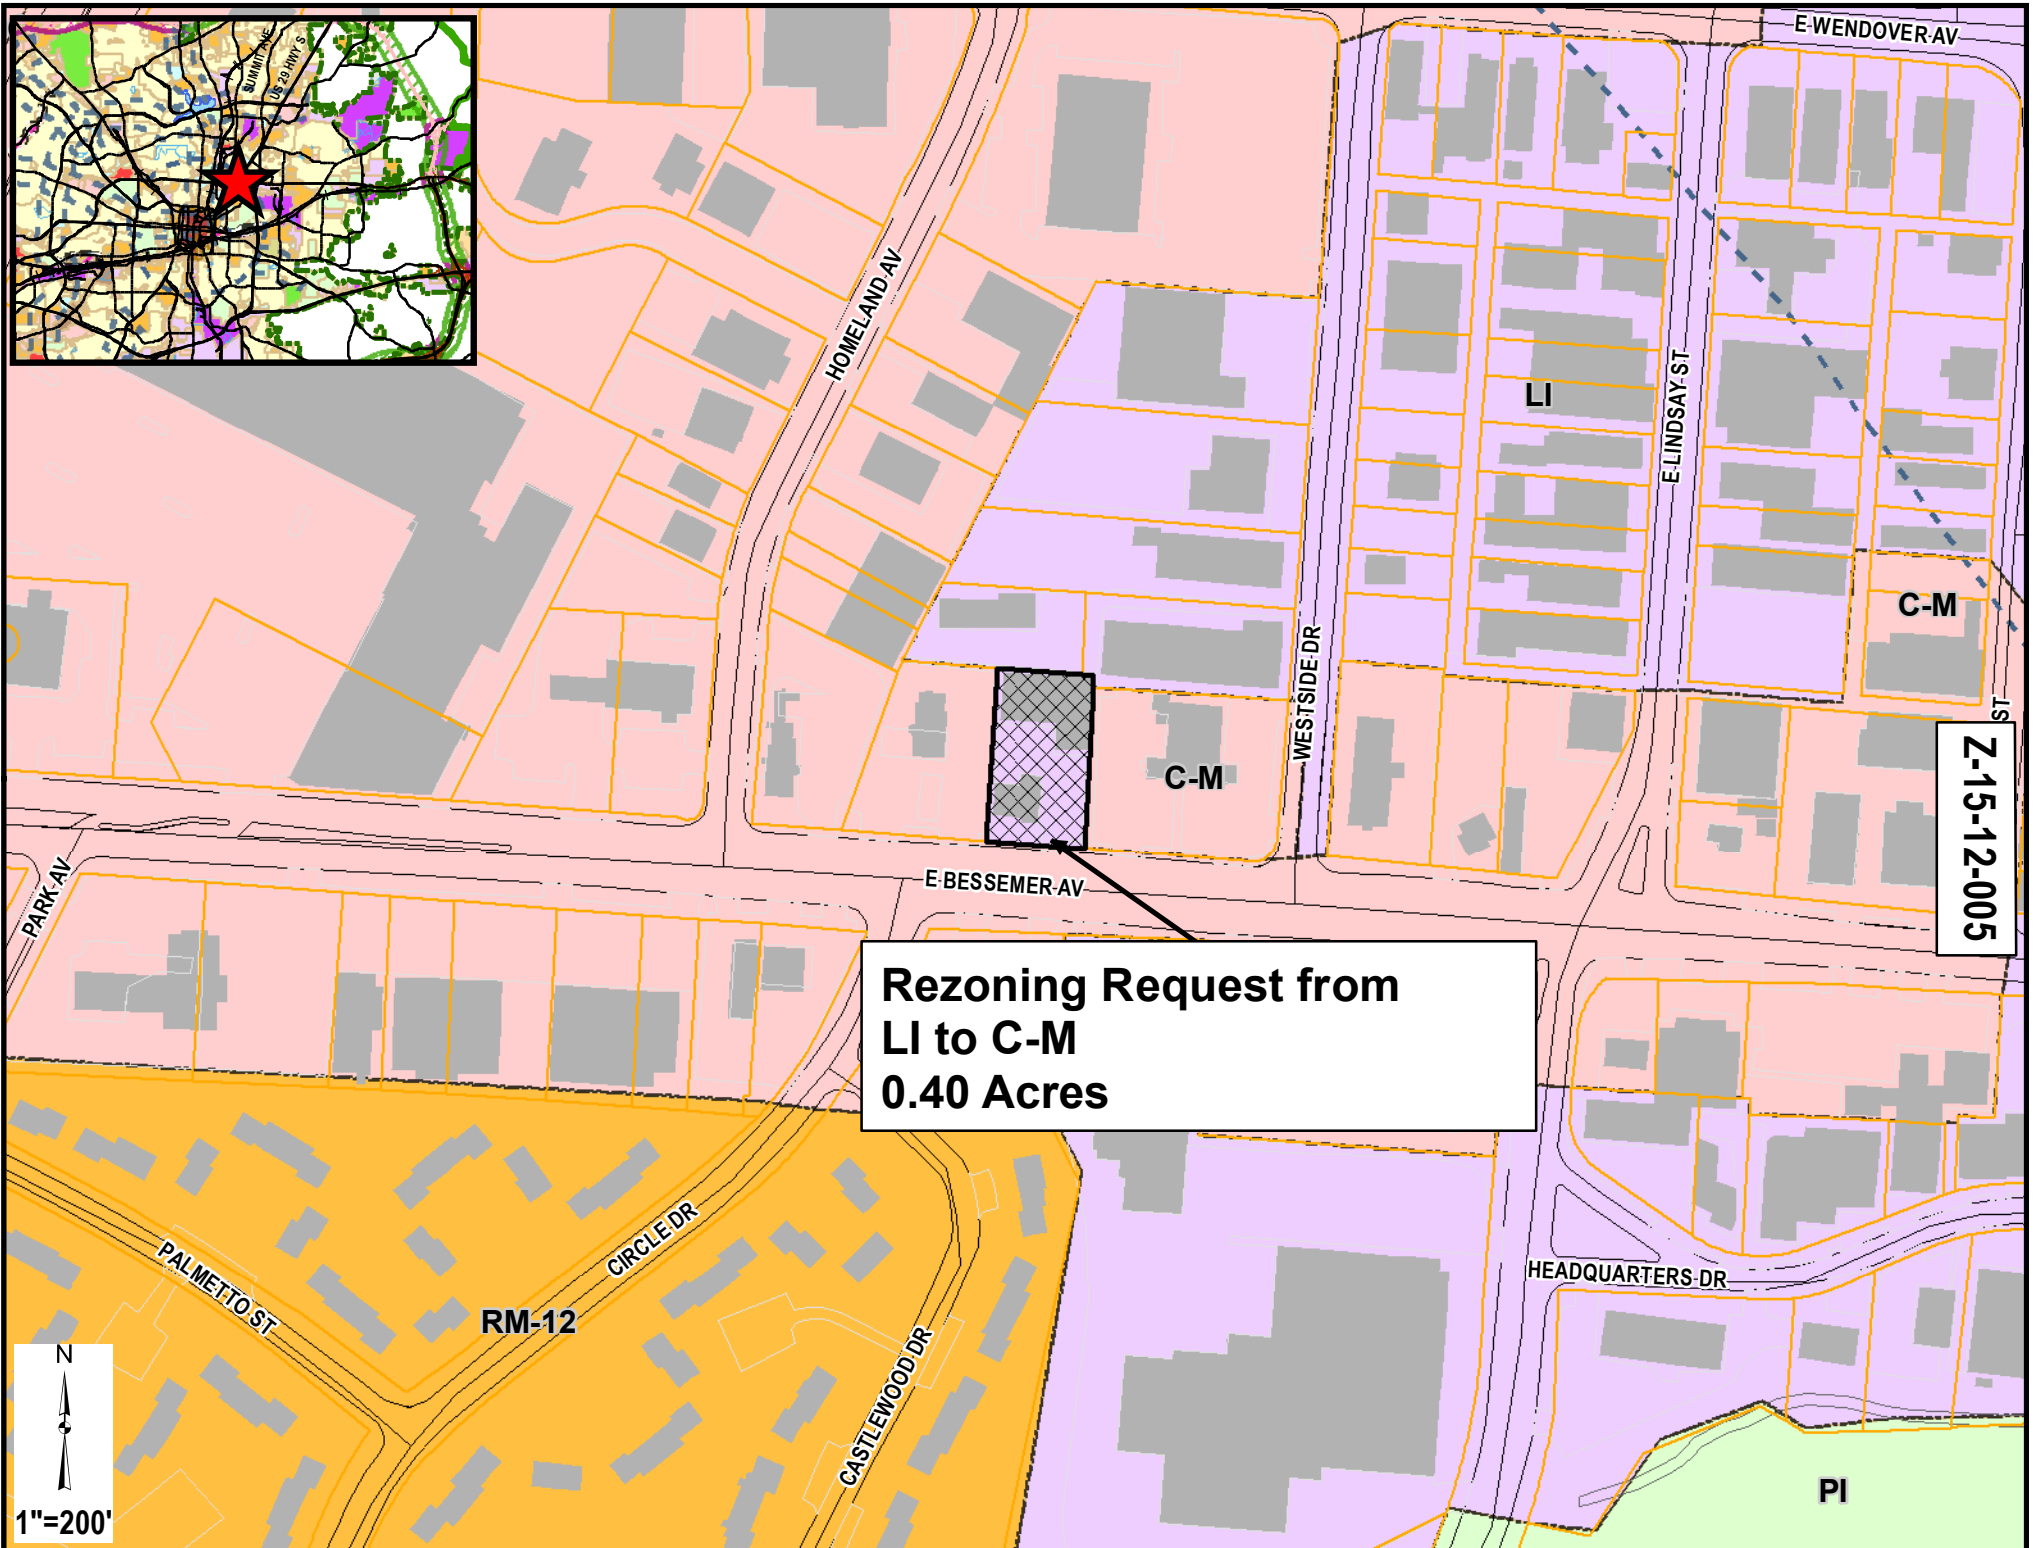 SUMMIT AVE
US 29 HWY S
E WENDOVER AV
HOMELAND AV
LI
E LINDSAY ST
C-M
WESTSIDE DR
ST
C-M
Z-15-12-005
E BESSEMER AV
PARK AV
Rezoning Request from
LI to C-M
0.40 Acres
CIRCLE DR
PALMETTO ST
HEADQUARTERS DR
RM-12
CASTLEWOOD DR
N
1"=200'
PI